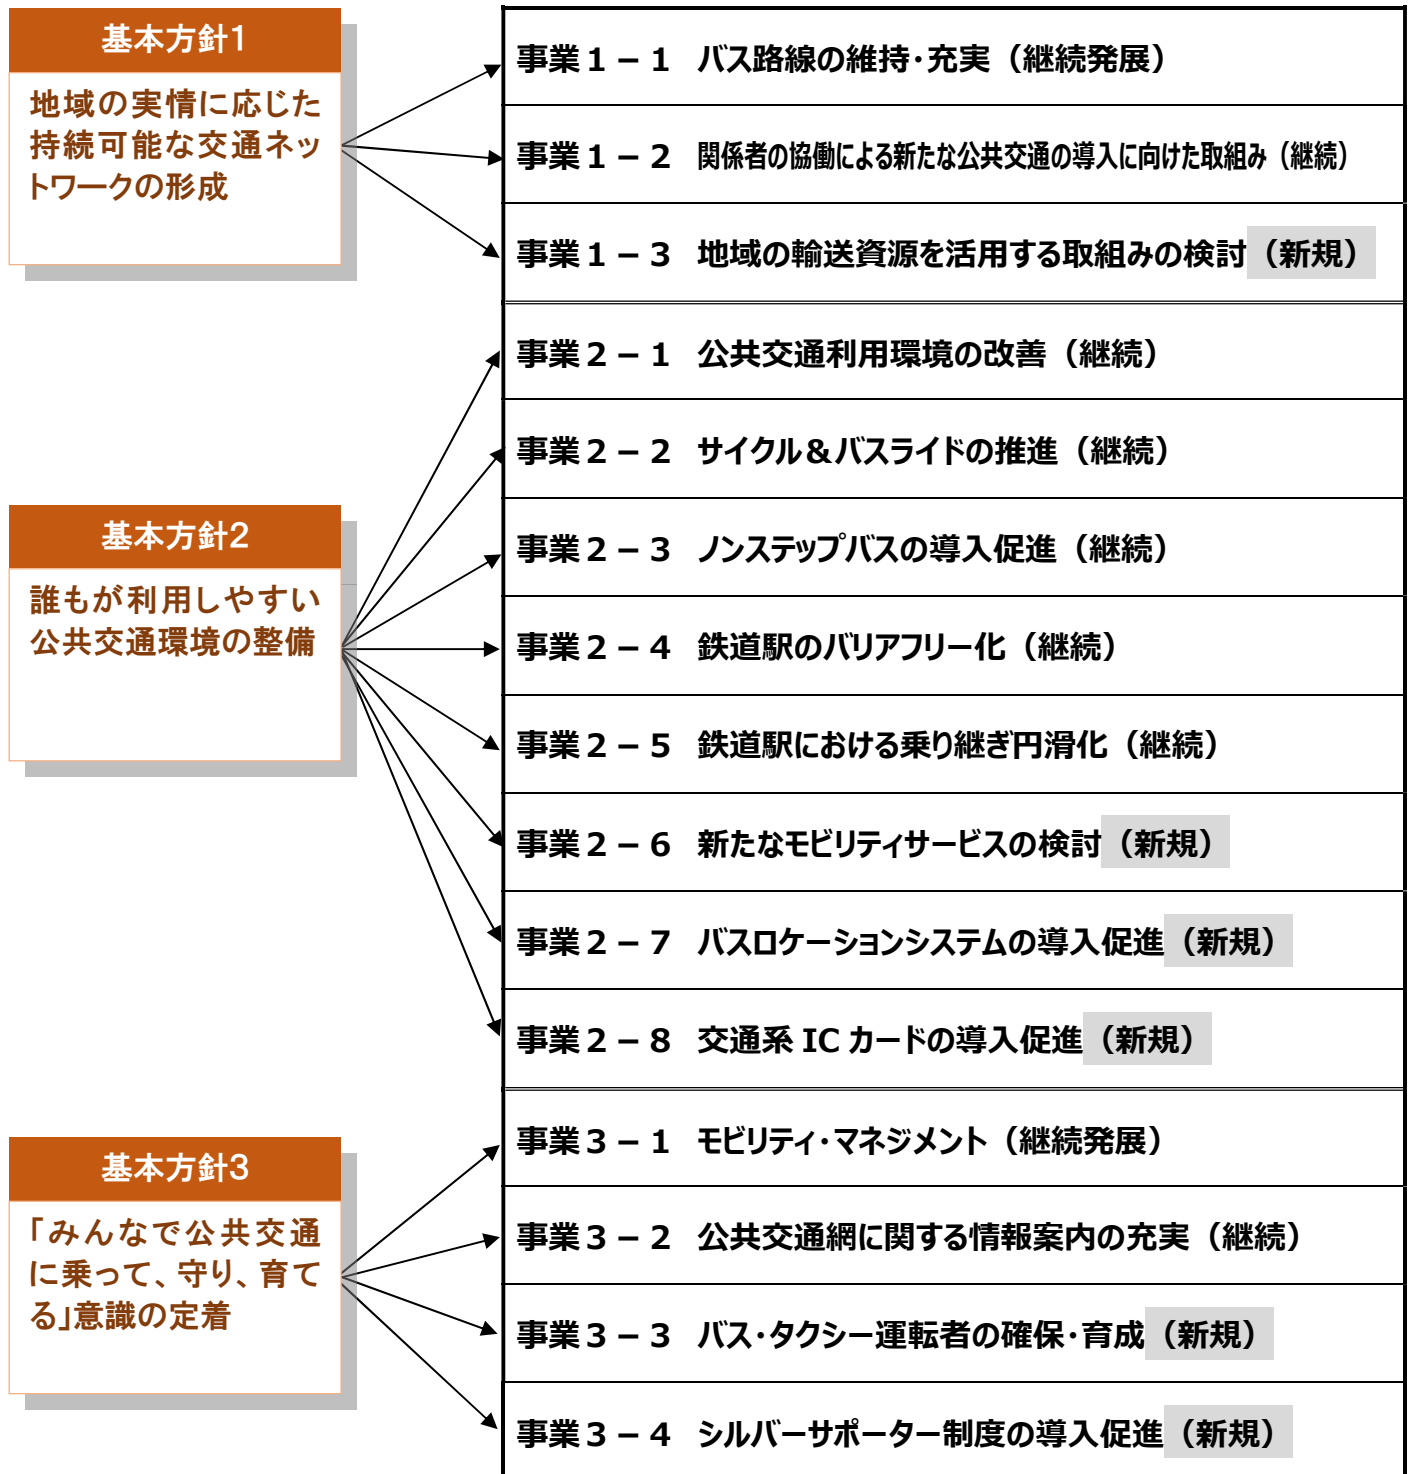 基本方針1
地域の実情に応じた
持続可能な交通ネッ
トワークの形成
事業1－1 バス路線の維持・充実（継続発展）
事業1－2 関係者の協働による新たな公共交通の導入に向けた取組み（継続）
事業1－3 地域の輸送資源を活用する取組みの検討（新規）
基本方針2
誰もが利用しやすい
公共交通環境の整備
事業2－1 公共交通利用環境の改善（継続）
事業2－2 サイクル＆バスライドの推進（継続）
事業2－3 ノンステップバスの導入促進（継続）
事業2－4 鉄道駅のバリアフリー化（継続）
事業2－5 鉄道駅における乗り継ぎ円滑化（継続）
事業2－6 新たなモビリティサービスの検討（新規）
事業2－7 バスロケーションシステムの導入促進（新規）
事業2－8 交通系 IC カードの導入促進（新規）
基本方針3
「みんなで公共交通
に乗って、守り、育て
る」意識の定着
事業3－1 モビリティ・マネジメント（継続発展）
事業3－2 公共交通網に関する情報案内の充実（継続）
事業3－3 バス・タクシー運転者の確保・育成（新規）
事業3－4 シルバーサポーター制度の導入促進（新規）